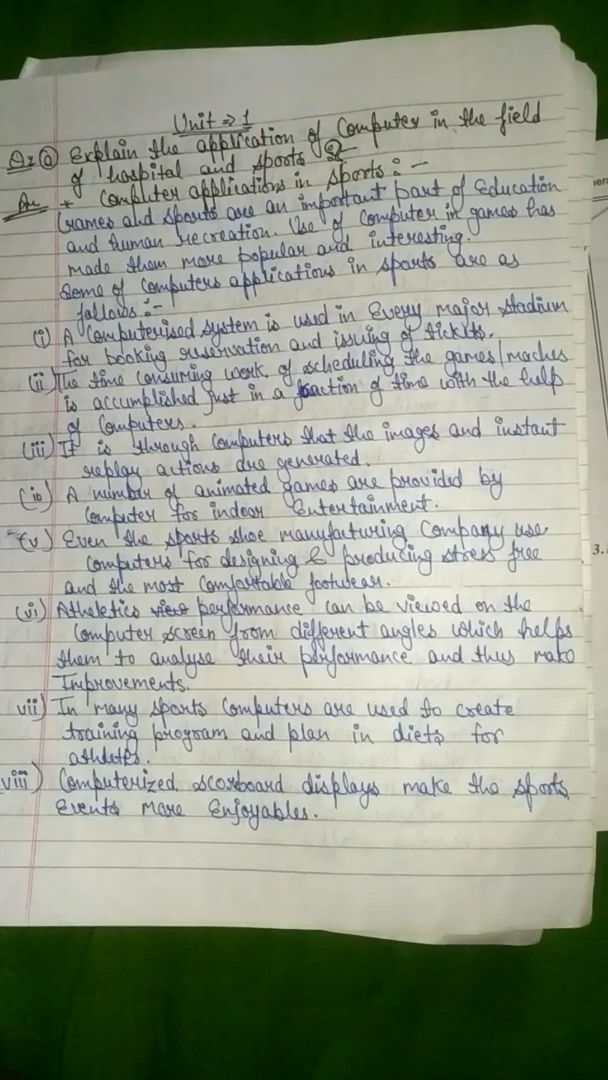 Unit ⇒ 1
Q.2 (a) Explain the application of Computer in the field
of hospital and sports ?
An * Computer applications in sports :-
Games and sports are an important part of Education
and human recreation. Use of Computer in games has
made them more popular and interesting.
Some of Computers applications in sports are as
follows :-
(i) A Computerised system is used in Every major stadium
for booking reservation and issuing of tickits.
(ii) The time consuming work of scheduling the games/maches
is accomplished just in a faction of time with the help
of Computers.
(iii) It is through Computers that the images and instant
replay actions due generated.
(iv) A number of animated games are provided by
Computer for indoor Entertainment.
(v) Even the sports shoe manufacturing Company use
Computers for designing & producing stress free
and the most Comfortable footwear.
(vi) Atheletics view performance can be viewed on the
Computer screen from different angles which helps
them to analyse their performance and thus make
Improvements.
vii) In many sports Computers are used to create
training program and plan in diets for
athletes.
viii) Computerized scoreboard displays make the sports
Events More Enjoyables.
3.